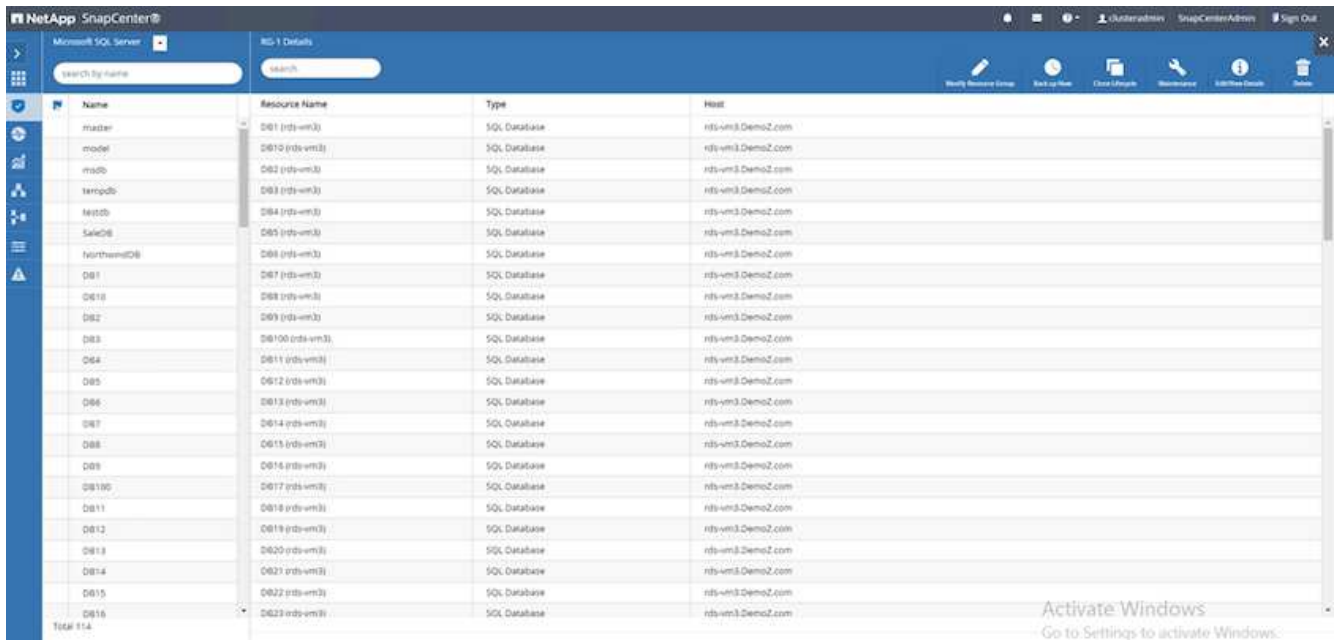 NetApp SnapCenter®
clusteradmin SnapCenterAdmin Sign Out
Microsoft SQL Server RG-1 Details
search by name search
Modify Resource Group Back up Now Clone Lifecycle Maintenance Edit/View Details Delete
Name Resource Name Type Host
master DB1 (rds-vm3) SQL Database rds-vm3.DemoZ.com
model DB10 (rds-vm3) SQL Database rds-vm3.DemoZ.com
msdb DB2 (rds-vm3) SQL Database rds-vm3.DemoZ.com
tempdb DB3 (rds-vm3) SQL Database rds-vm3.DemoZ.com
testdb DB4 (rds-vm3) SQL Database rds-vm3.DemoZ.com
SaleDB DB5 (rds-vm3) SQL Database rds-vm3.DemoZ.com
NorthwindDB DB6 (rds-vm3) SQL Database rds-vm3.DemoZ.com
DB1 DB7 (rds-vm3) SQL Database rds-vm3.DemoZ.com
DB10 DB8 (rds-vm3) SQL Database rds-vm3.DemoZ.com
DB2 DB9 (rds-vm3) SQL Database rds-vm3.DemoZ.com
DB3 DB100 (rds-vm3) SQL Database rds-vm3.DemoZ.com
DB4 DB11 (rds-vm3) SQL Database rds-vm3.DemoZ.com
DB5 DB12 (rds-vm3) SQL Database rds-vm3.DemoZ.com
DB6 DB13 (rds-vm3) SQL Database rds-vm3.DemoZ.com
DB7 DB14 (rds-vm3) SQL Database rds-vm3.DemoZ.com
DB8 DB15 (rds-vm3) SQL Database rds-vm3.DemoZ.com
DB9 DB16 (rds-vm3) SQL Database rds-vm3.DemoZ.com
DB100 DB17 (rds-vm3) SQL Database rds-vm3.DemoZ.com
DB11 DB18 (rds-vm3) SQL Database rds-vm3.DemoZ.com
DB12 DB19 (rds-vm3) SQL Database rds-vm3.DemoZ.com
DB13 DB20 (rds-vm3) SQL Database rds-vm3.DemoZ.com
DB14 DB21 (rds-vm3) SQL Database rds-vm3.DemoZ.com
DB15 DB22 (rds-vm3) SQL Database rds-vm3.DemoZ.com
DB16 DB23 (rds-vm3) SQL Database rds-vm3.DemoZ.com
Total 114
Activate Windows
Go to Settings to activate Windows.